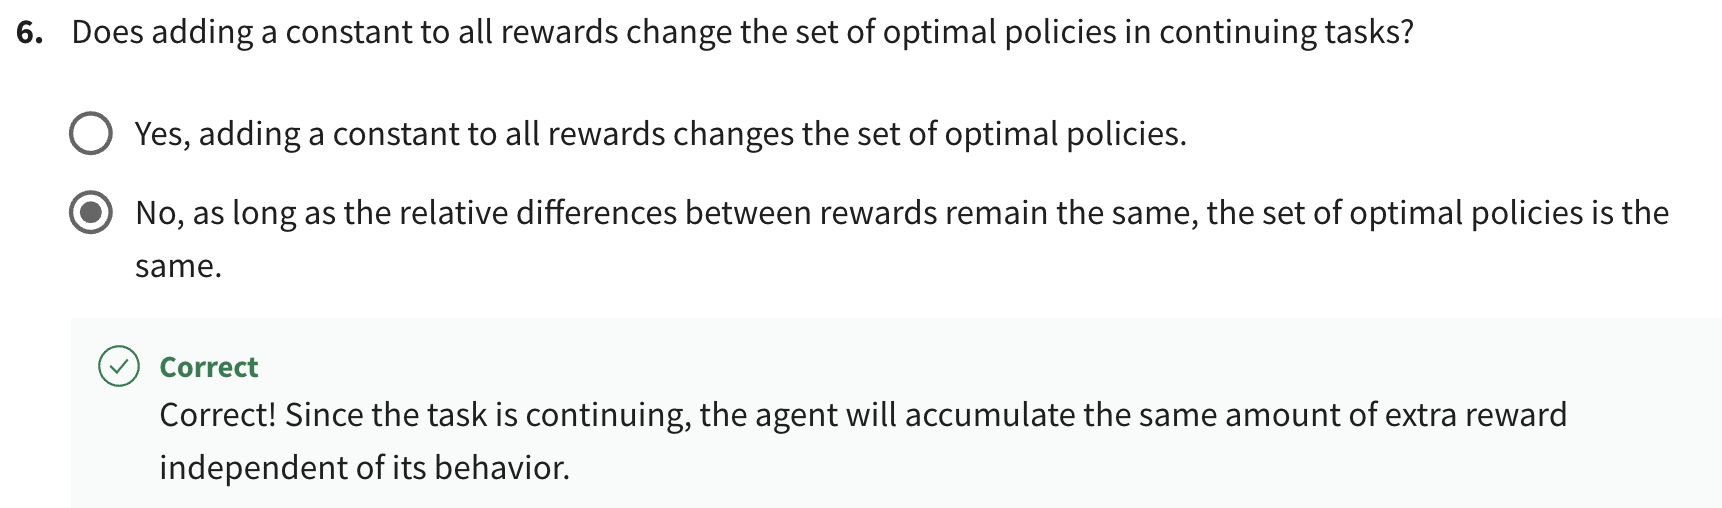 6. Does adding a constant to all rewards change the set of optimal policies in continuing tasks?
Yes, adding a constant to all rewards changes the set of optimal policies.
No, as long as the relative differences between rewards remain the same, the set of optimal policies is the
same.
Correct
Correct! Since the task is continuing, the agent will accumulate the same amount of extra reward
independent of its behavior.